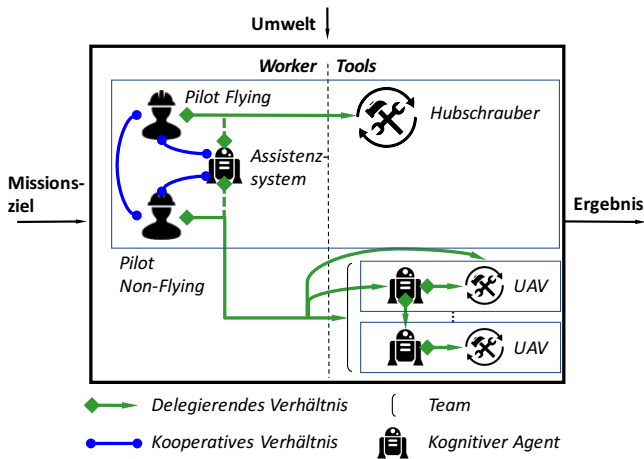 Umwelt
Worker Tools
Pilot Flying
Hubschrauber
Assistenz-
system
Missions-
ziel
Ergebnis
Pilot
Non-Flying
UAV
UAV
Delegierendes Verhältnis
Team
Kooperatives Verhältnis
Kognitiver Agent